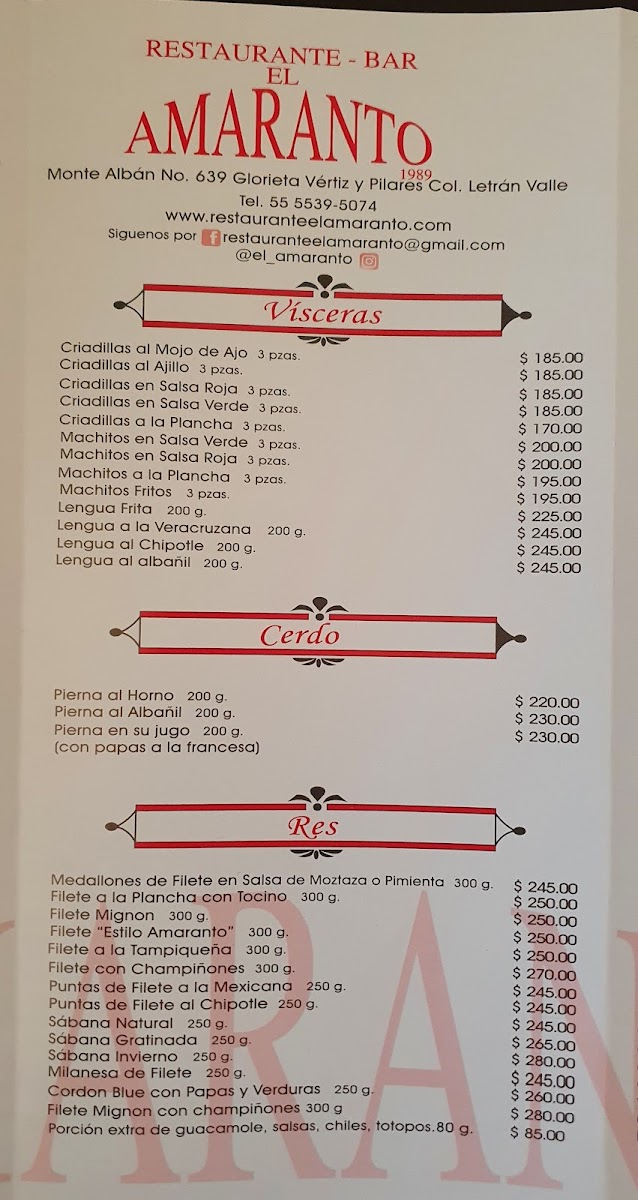 RESTAURANTE - BAR
EL
AMARANTO
1989
Monte Albán No. 639 Glorieta Vértiz y Pilares Col. Letrán Valle
Tel. 55 5539-5074
www.restauranteelamaranto.com
Siguenos por f restauranteelamaranto@gmail.com
@el_amaranto
Vísceras
Criadillas al Mojo de Ajo 3 pzas. $ 185.00
Criadillas al Ajillo 3 pzas. $ 185.00
Criadillas en Salsa Roja 3 pzas. $ 185.00
Criadillas en Salsa Verde 3 pzas. $ 185.00
Criadillas a la Plancha 3 pzas. $ 170.00
Machitos en Salsa Verde 3 pzas. $ 200.00
Machitos en Salsa Roja 3 pzas. $ 200.00
Machitos a la Plancha 3 pzas. $ 195.00
Machitos Fritos 3 pzas. $ 195.00
Lengua Frita 200 g. $ 225.00
Lengua a la Veracruzana 200 g. $ 245.00
Lengua al Chipotle 200 g. $ 245.00
Lengua al albañil 200 g. $ 245.00
Cerdo
Pierna al Horno 200 g. $ 220.00
Pierna al Albañil 200 g. $ 230.00
Pierna en su jugo 200 g. $ 230.00
(con papas a la francesa)
Res
Medallones de Filete en Salsa de Moztaza o Pimienta 300 g. $ 245.00
Filete a la Plancha con Tocino 300 g. $ 250.00
Filete Mignon 300 g. $ 250.00
Filete “Estilo Amaranto” 300 g. $ 250.00
Filete a la Tampiqueña 300 g. $ 250.00
Filete con Champiñones 300 g. $ 270.00
Puntas de Filete a la Mexicana 250 g. $ 245.00
Puntas de Filete al Chipotle 250 g. $ 245.00
Sábana Natural 250 g. $ 245.00
Sábana Gratinada 250 g. $ 265.00
Sábana Invierno 250 g. $ 280.00
Milanesa de Filete 250 g. $ 245.00
Cordon Blue con Papas y Verduras 250 g. $ 260.00
Filete Mignon con champiñones 300 g $ 280.00
Porción extra de guacamole, salsas, chiles, totopos.80 g. $ 85.00